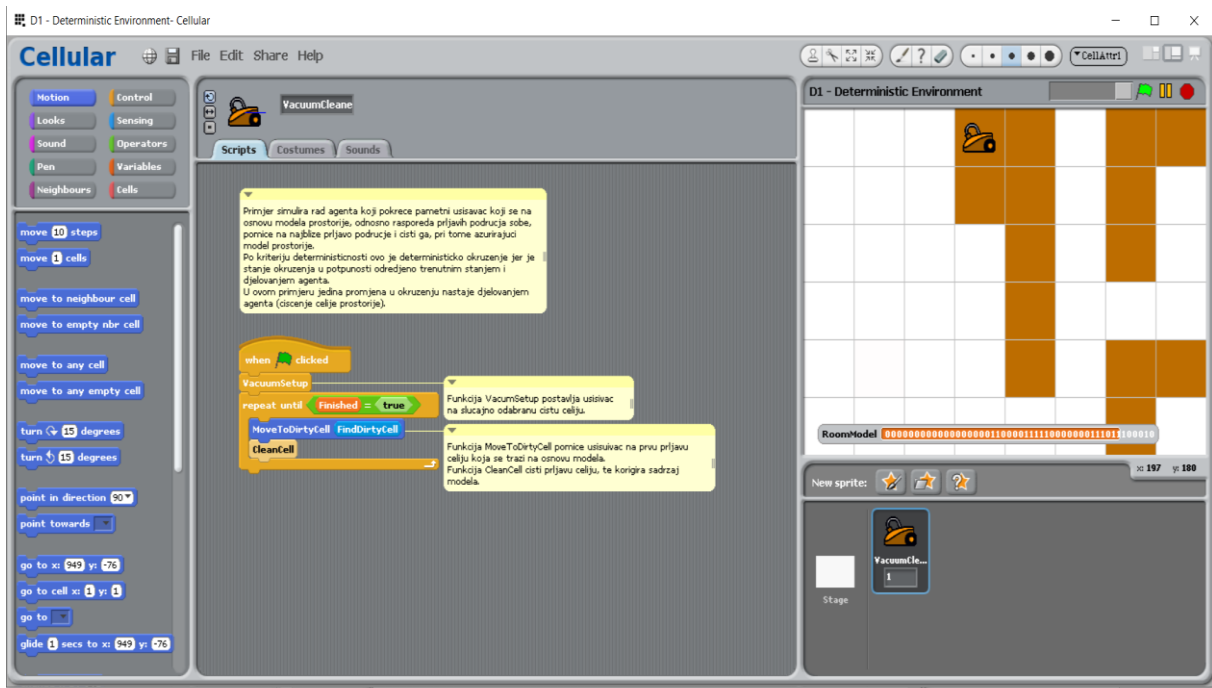 D1 - Deterministic Environment- Cellular
Cellular File Edit Share Help
CellAttr1
Motion Control
Looks Sensing
Sound Operators
Pen Variables
Neighbours Cells
move 10 steps
move 1 cells
move to neighbour cell
move to empty nbr cell
move to any cell
move to any empty cell
turn 15 degrees
turn 15 degrees
point in direction 90
point towards
go to x: 949 y: -76
go to cell x: 1 y: 1
go to
glide 1 secs to x: 949 y: -76
VacuumCleane
Scripts Costumes Sounds
Primjer simulira rad agenta koji pokrece pametni usisavac koji se na
osnovu modela prostorije, odnosno rasporeda prljavih podrucja sobe,
pomice na najblize prljavo podrucje i cisti ga, pri tome azurirajuci
model prostorije.
Po kriteriju deterministicnosti ovo je deterministicko okruzenje jer je
stanje okruzenja u potpunosti odredjeno trenutnim stanjem i
djelovanjem agenta.
U ovom primjeru jedina promjena u okruzenju nastaje djelovanjem
agenta (ciscenje celije prostorije).
when clicked
VacuumSetup
repeat until Finished = true
MoveToDirtyCell FindDirtyCell
CleanCell
Funkcija VacumSetup postavlja usisivac
na slucajno odabranu cistu celiju.
Funkcija MoveToDirtyCell pomice usisuivac na prvu prljavu
celiju koja se trazi na osnovu modela.
Funkcija CleanCell cisti prljavu celiju, te korigira sadrzaj
modela.
D1 - Deterministic Environment
RoomModel
x: 197 y: 180
New sprite:
Stage
VacuumCle...
1